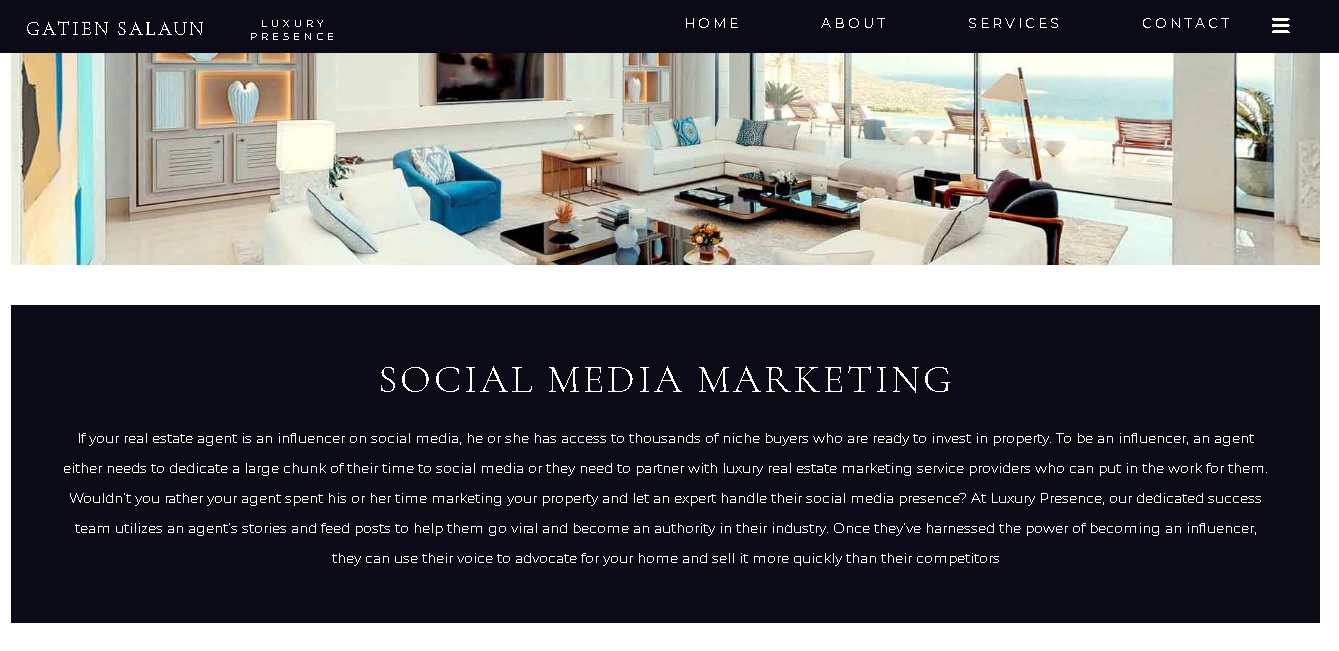 GATIEN SALAUN
LUXURY
PRESENCE
HOME ABOUT SERVICES CONTACT
SOCIAL MEDIA MARKETING
If your real estate agent is an influencer on social media, he or she has access to thousands of niche buyers who are ready to invest in property. To be an influencer, an agent
either needs to dedicate a large chunk of their time to social media or they need to partner with luxury real estate marketing service providers who can put in the work for them.
Wouldn't you rather your agent spent his or her time marketing your property and let an expert handle their social media presence? At Luxury Presence, our dedicated success
team utilizes an agent's stories and feed posts to help them go viral and become an authority in their industry. Once they've harnessed the power of becoming an influencer,
they can use their voice to advocate for your home and sell it more quickly than their competitors